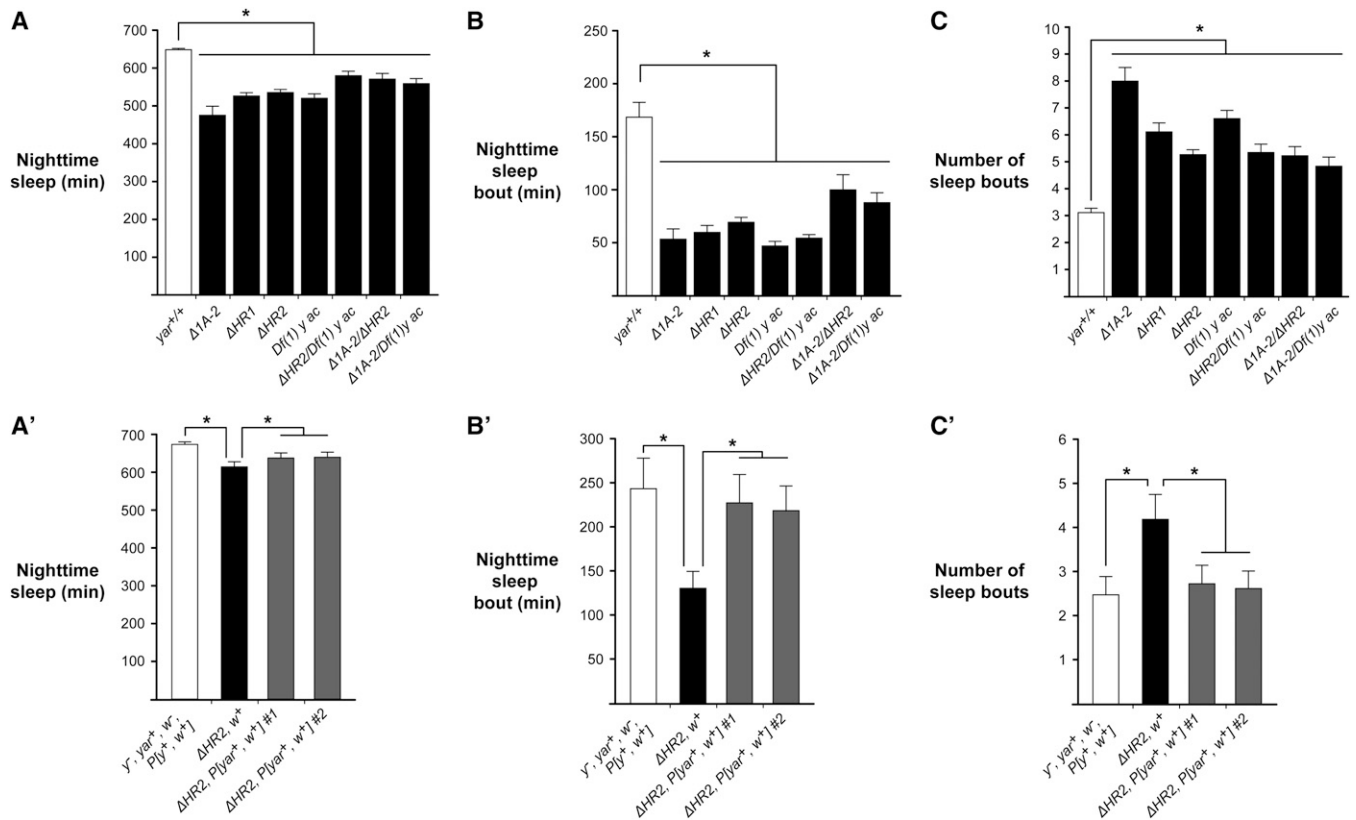 A
*
Nighttime
sleep (min)
700
600
500
400
300
200
700
yar+/+
Δ1A-2
ΔHR1
ΔHR2
Df(1) y ac
ΔHR2/Df(1) y ac
Δ1A-2/ΔHR2
Δ1A-2/Df(1)y ac
B
*
Nighttime
sleep
bout (min)
250
200
150
100
50
yar+/+
Δ1A-2
ΔHR1
ΔHR2
Df(1) y ac
ΔHR2/Df(1) y ac
Δ1A-2/ΔHR2
Δ1A-2/Df(1)y ac
C
*
Number of
sleep bouts
10
9
8
7
6
5
4
3
2
1
yar+/+
Δ1A-2
ΔHR1
ΔHR2
Df(1) y ac
ΔHR2/Df(1) y ac
Δ1A-2/ΔHR2
Δ1A-2/Df(1)y ac
A’
* *
Nighttime
sleep (min)
700
600
500
400
300
200
100
y-, yar+, w-,
P[y+, w+]
ΔHR2, w+
ΔHR2, P[yar+, w+] #1
ΔHR2, P[yar+, w+] #2
B’
* *
Nighttime
sleep
bout (min)
300
250
200
150
100
50
y-, yar+, w-,
P[y+, w+]
ΔHR2, w+
ΔHR2, P[yar+, w+] #1
ΔHR2, P[yar+, w+] #2
C’
* *
Number of
sleep bouts
6
5
4
3
2
1
y-, yar+, w-,
P[y+, w+]
ΔHR2, w+
ΔHR2, P[yar+, w+] #1
ΔHR2, P[yar+, w+] #2